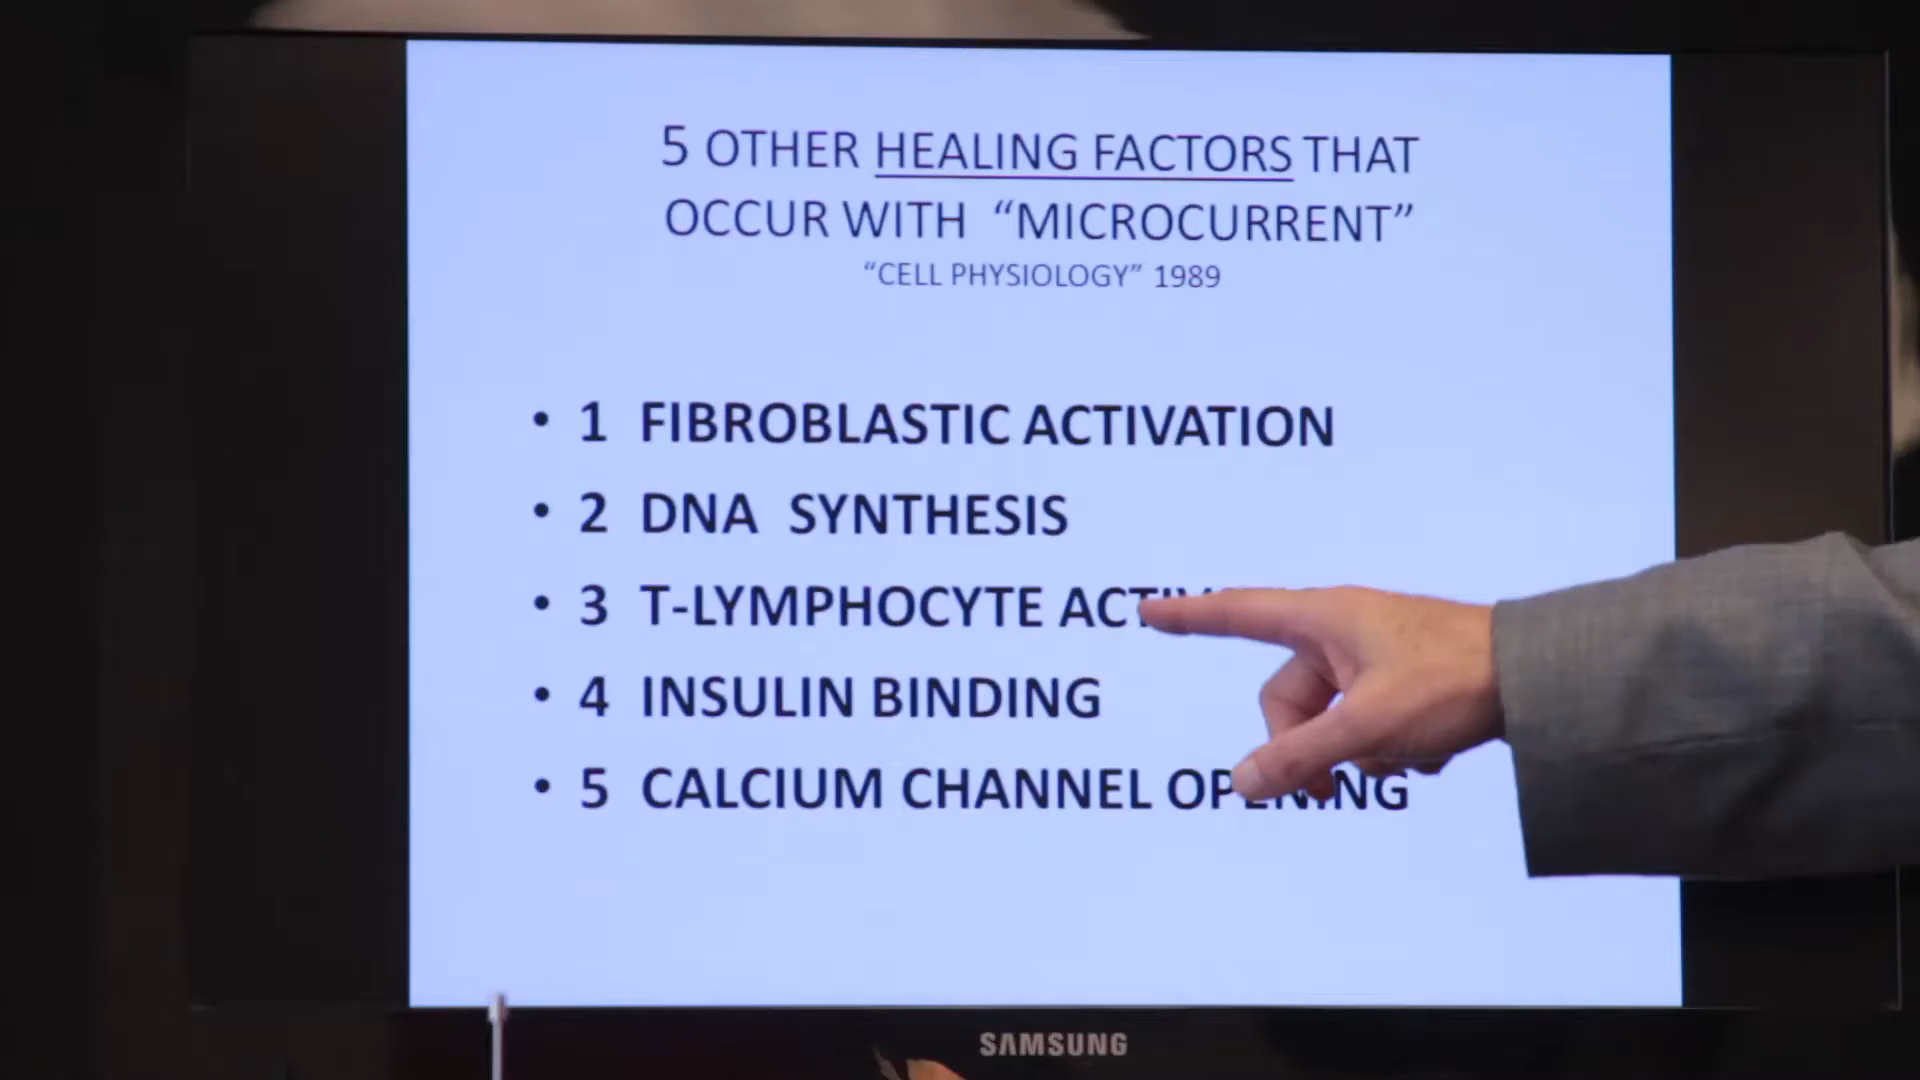 5 OTHER HEALING FACTORS THAT
OCCUR WITH “MICROCURRENT”
“CELL PHYSIOLOGY” 1989
• 1 FIBROBLASTIC ACTIVATION
• 2 DNA SYNTHESIS
• 3 T-LYMPHOCYTE
• 4 INSULIN BINDING
• 5 CALCIUM CHANNEL OPENING
SAMSUNG